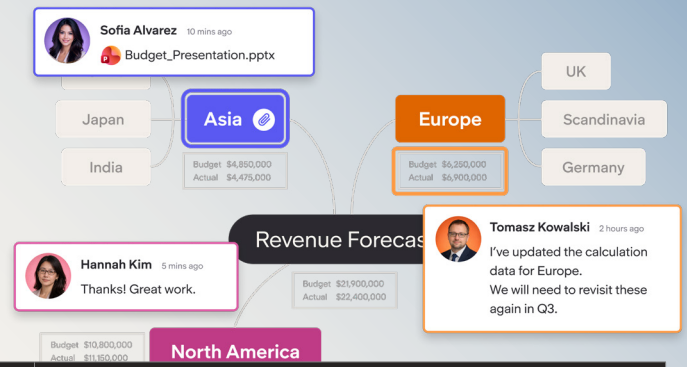 Sofia Alvarez 10 mins ago
Budget_Presentation.pptx
Japan
India
Asia
Budget $4,850,000
Actual $4,475,000
Europe
Budget $6,250,000
Actual $6,900,000
UK
Scandinavia
Germany
Revenue Forecas
Budget $21,900,000
Actual $22,400,000
Hannah Kim 5 mins ago
Thanks! Great work.
Tomasz Kowalski 2 hours ago
I've updated the calculation
data for Europe.
We will need to revisit these
again in Q3.
Budget $10,800,000
Actual $11,150,000
North America